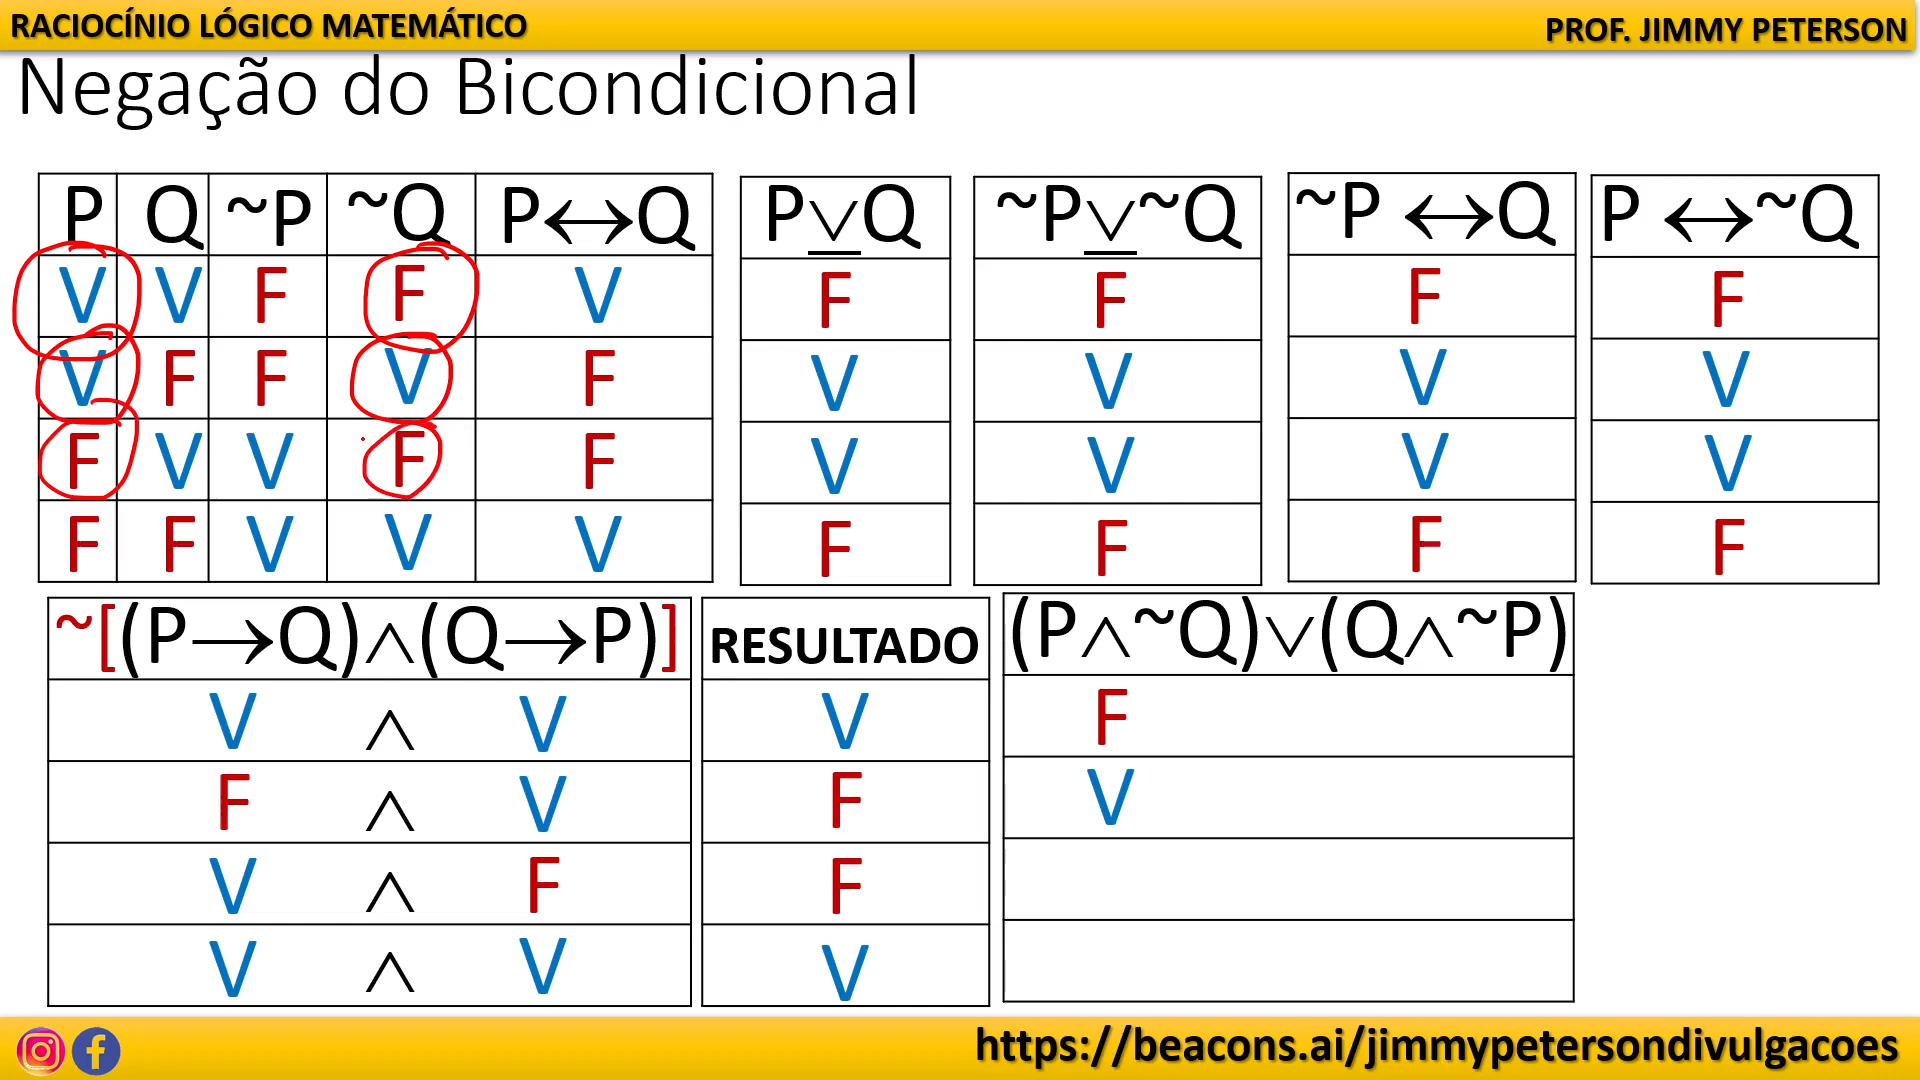 RACIOCÍNIO LÓGICO MATEMÁTICO
PROF. JIMMY PETERSON
Negação do Bicondicional
P Q ~P ~Q P↔Q
V V F F V
V F F V F
F V V F F
F F V V V
P⊻Q
F
V
V
F
~P⊻~Q
F
V
V
F
~P ↔Q
F
V
V
F
P ↔~Q
F
V
V
F
~[(P→Q)∧(Q→P)]
V ∧ V
F ∧ V
V ∧ F
V ∧ V
RESULTADO
V
F
F
V
(P∧~Q)∨(Q∧~P)
F
V
https://beacons.ai/jimmypetersondivulgacoes